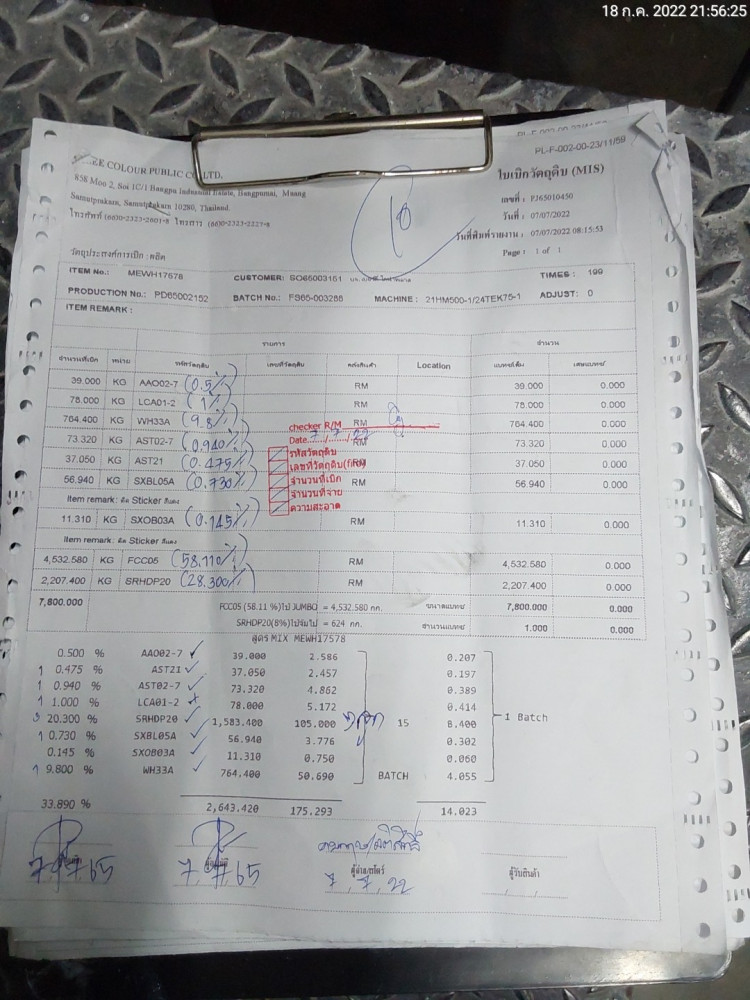 18 ก.ค. 2022 21:56:25
PL-F-002-00-23/11/59
COLOUR PUBLIC CO.,LTD.
ใบเบิกวัตถุดิบ (MIS)
858 Moo 2, Soi 1C/1 Bangpu Industrial Estate, Bangpumai, Muang
เลขที่ : PJ65010450
Samutprakarn, Samutprakarn 10280, Thailand.
วันที่ : 07/07/2022
โทรศัพท์ (660)-2323-2601-8 โทรสาร (660)-2323-2227-8
วันที่พิมพ์รายงาน : 07/07/2022 08:15:53
Page : 1 of 1
วัตถุประสงค์การเบิก : ผลิต
ITEM No.: MEWH17578 CUSTOMER: SO65003161 TIMES : 199
PRODUCTION No.: PD65002152 BATCH No.: FS65-003286 MACHINE : 21HM500-1/24TEK75-1 ADJUST: 0
ITEM REMARK :
รายการ จำนวน
จำนวนที่เบิก หน่วย รหัสวัตถุดิบ เลขที่วัตถุดิบ คลังสินค้า Location แบทช์เต็ม เศษแบทช์
39.000 KG AAO02-7 (0.5%) RM 39.000 0.000
78.000 KG LCA01-2 (1%) RM 78.000 0.000
764.400 KG WH33A (9.8%) RM 764.400 0.000
checker R/M
73.320 KG AST02-7 (0.940%) RM 73.320 0.000
Date 7 / 7 / 22
รหัสวัตถุดิบ
37.050 KG AST21 (0.475%) RM 37.050 0.000
เลขที่วัตถุดิบ(fifo)
56.940 KG SXBL05A (0.730%) RM 56.940 0.000
จำนวนที่เบิก
จำนวนที่จ่าย
Item remark: ติด Sticker สีแดง
ความสะอาด
11.310 KG SXOB03A (0.145%) RM 11.310 0.000
Item remark: ติด Sticker สีแดง
4,532.580 KG FCC05 (58.110%) RM 4,532.580 0.000
2,207.400 KG SRHDP20 (28.300%) RM 2,207.400 0.000
7,800.000 FCC05 (58.11 %)ไป JUMBO = 4,532.580 กก. ขนาดแบทช์ 7,800.000 0.000
SRHDP20(8%)ไปรีมไป = 624 กก. จำนวนแบทช์ 1.000 0.000
สูตร MIX MEWH17578
0.500 % AAO02-7 39.000 2.586 0.207
1 0.475 % AST21 37.050 2.457 0.197
1 0.940 % AST02-7 73.320 4.862 0.389
1 1.000 % LCA01-2 78.000 5.172 0.414
3 20.300 % SRHDP20 1,583.400 105.000 15 8.400 1 Batch
1 0.730 % SXBL05A 56.940 3.776 0.302
0.145 % SXOB03A 11.310 0.750 0.060
1 9.800 % WH33A 764.400 50.690 BATCH 4.055
33.890 % 2,643.420 175.293 14.023
7 / 7 / 65 7 / 7 / 65 7 / 7 / 22
ผู้จ่าย/สโตร์ ผู้รับสินค้า